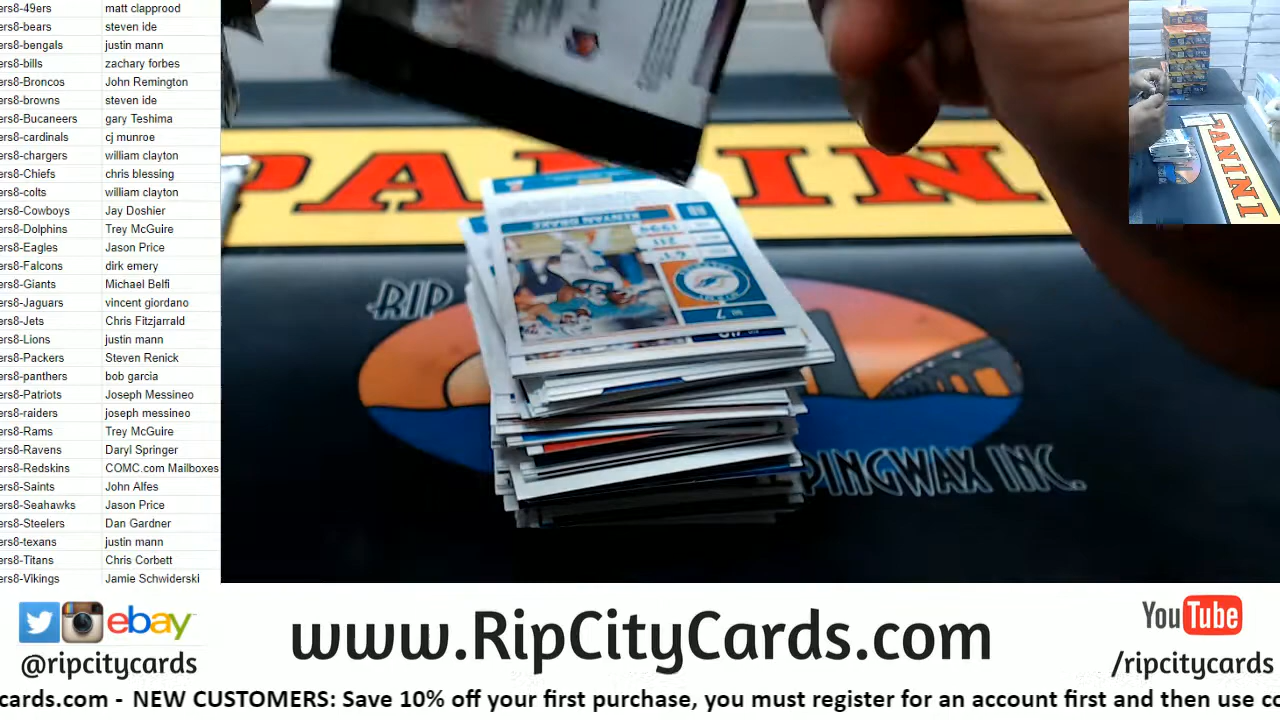 ers8-49ers matt clapprood
ers8-bears steven ide
ers8-bengals justin mann
ers8-bills zachary forbes
ers8-Broncos John Remington
ers8-browns steven ide
ers8-Bucaneers gary Teshima
ers8-cardinals cj munroe
ers8-chargers william clayton
ers8-Chiefs chris blessing
ers8-colts william clayton
ers8-Cowboys Jay Doshier
ers8-Dolphins Trey McGuire
ers8-Eagles Jason Price
ers8-Falcons dirk emery
ers8-Giants Michael Belfi
ers8-Jaguars vincent giordano
ers8-Jets Chris Fitzjarrald
ers8-Lions justin mann
ers8-Packers Steven Renick
ers8-panthers bob garcia
ers8-Patriots Joseph Messineo
ers8-raiders joseph messineo
ers8-Rams Trey McGuire
ers8-Ravens Daryl Springer
ers8-Redskins COMC.com Mailboxes
ers8-Saints John Alfes
ers8-Seahawks Jason Price
ers8-Steelers Dan Gardner
ers8-texans justin mann
ers8-Titans Chris Corbett
ers8-Vikings Jamie Schwiderski
PANINI
KENYAN DRAKE
RIP
PPINGWAX INC.
PANINI
ebay
@ripcitycards
www.RipCityCards.com
YouTube
/ripcitycards
cards.com - NEW CUSTOMERS: Save 10% off your first purchase, you must register for an account first and then use co